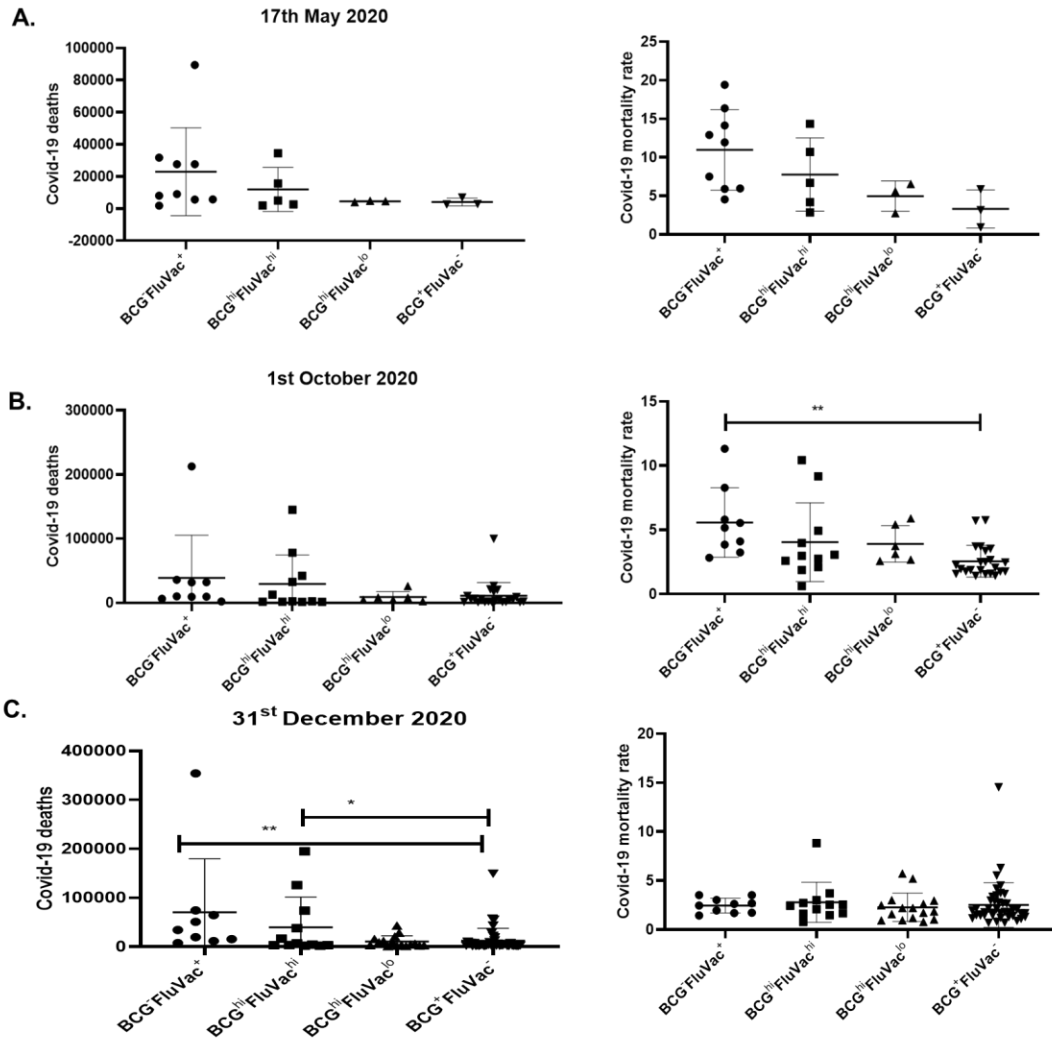 A.
17th May 2020
Covid-19 deaths
100000
80000
60000
40000
20000
0
-20000
BCG-FluVac+
BCGhiFluVachi
BCGhiFluVaclo
BCG+FluVac-
Covid-19 mortality rate
25
20
15
10
5
0
BCG-FluVac+
BCGhiFluVachi
BCGhiFluVaclo
BCG+FluVac-
B.
1st October 2020
Covid-19 deaths
300000
200000
100000
0
BCG-FluVac+
BCGhiFluVachi
BCGhiFluVaclo
BCG+FluVac-
Covid-19 mortality rate
15
10
5
0
**
BCG-FluVac+
BCGhiFluVachi
BCGhiFluVaclo
BCG+FluVac-
C.
31st December 2020
Covid-19 deaths
400000
300000
200000
100000
0
*
**
BCG-FluVac+
BCGhiFluVachi
BCGhiFluVaclo
BCG+FluVac-
Covid-19 mortality rate
20
15
10
5
0
BCG-FluVac+
BCGhiFluVachi
BCGhiFluVaclo
BCG+FluVac-